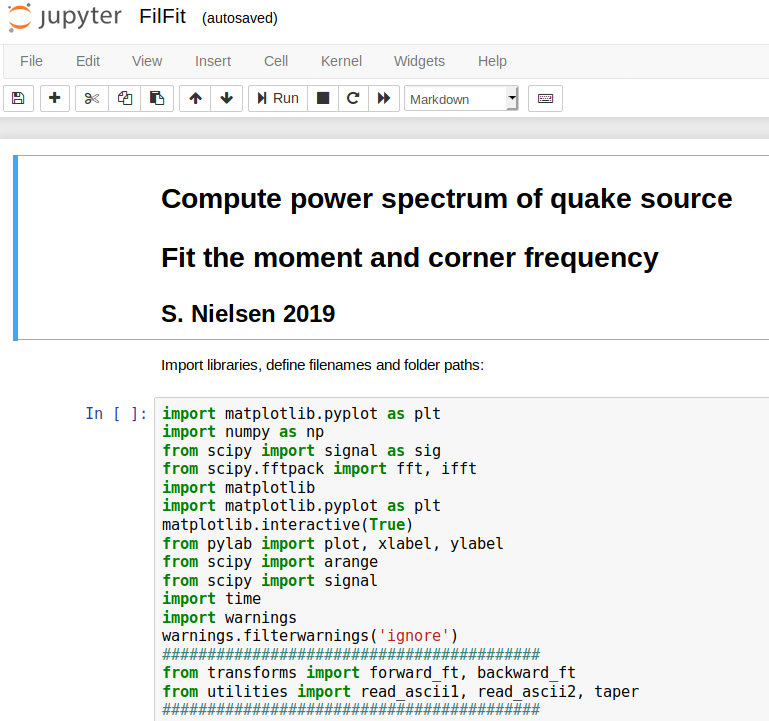 jupyter FilFit (autosaved)
File Edit View Insert Cell Kernel Widgets Help
Run Markdown
Compute power spectrum of quake source
Fit the moment and corner frequency
S. Nielsen 2019
Import libraries, define filenames and folder paths:
In [ ]: import matplotlib.pyplot as plt
import numpy as np
from scipy import signal as sig
from scipy.fftpack import fft, ifft
import matplotlib
import matplotlib.pyplot as plt
matplotlib.interactive(True)
from pylab import plot, xlabel, ylabel
from scipy import arange
from scipy import signal
import time
import warnings
warnings.filterwarnings('ignore')
##########################################
from transforms import forward_ft, backward_ft
from utilities import read_ascii1, read_ascii2, taper
##########################################